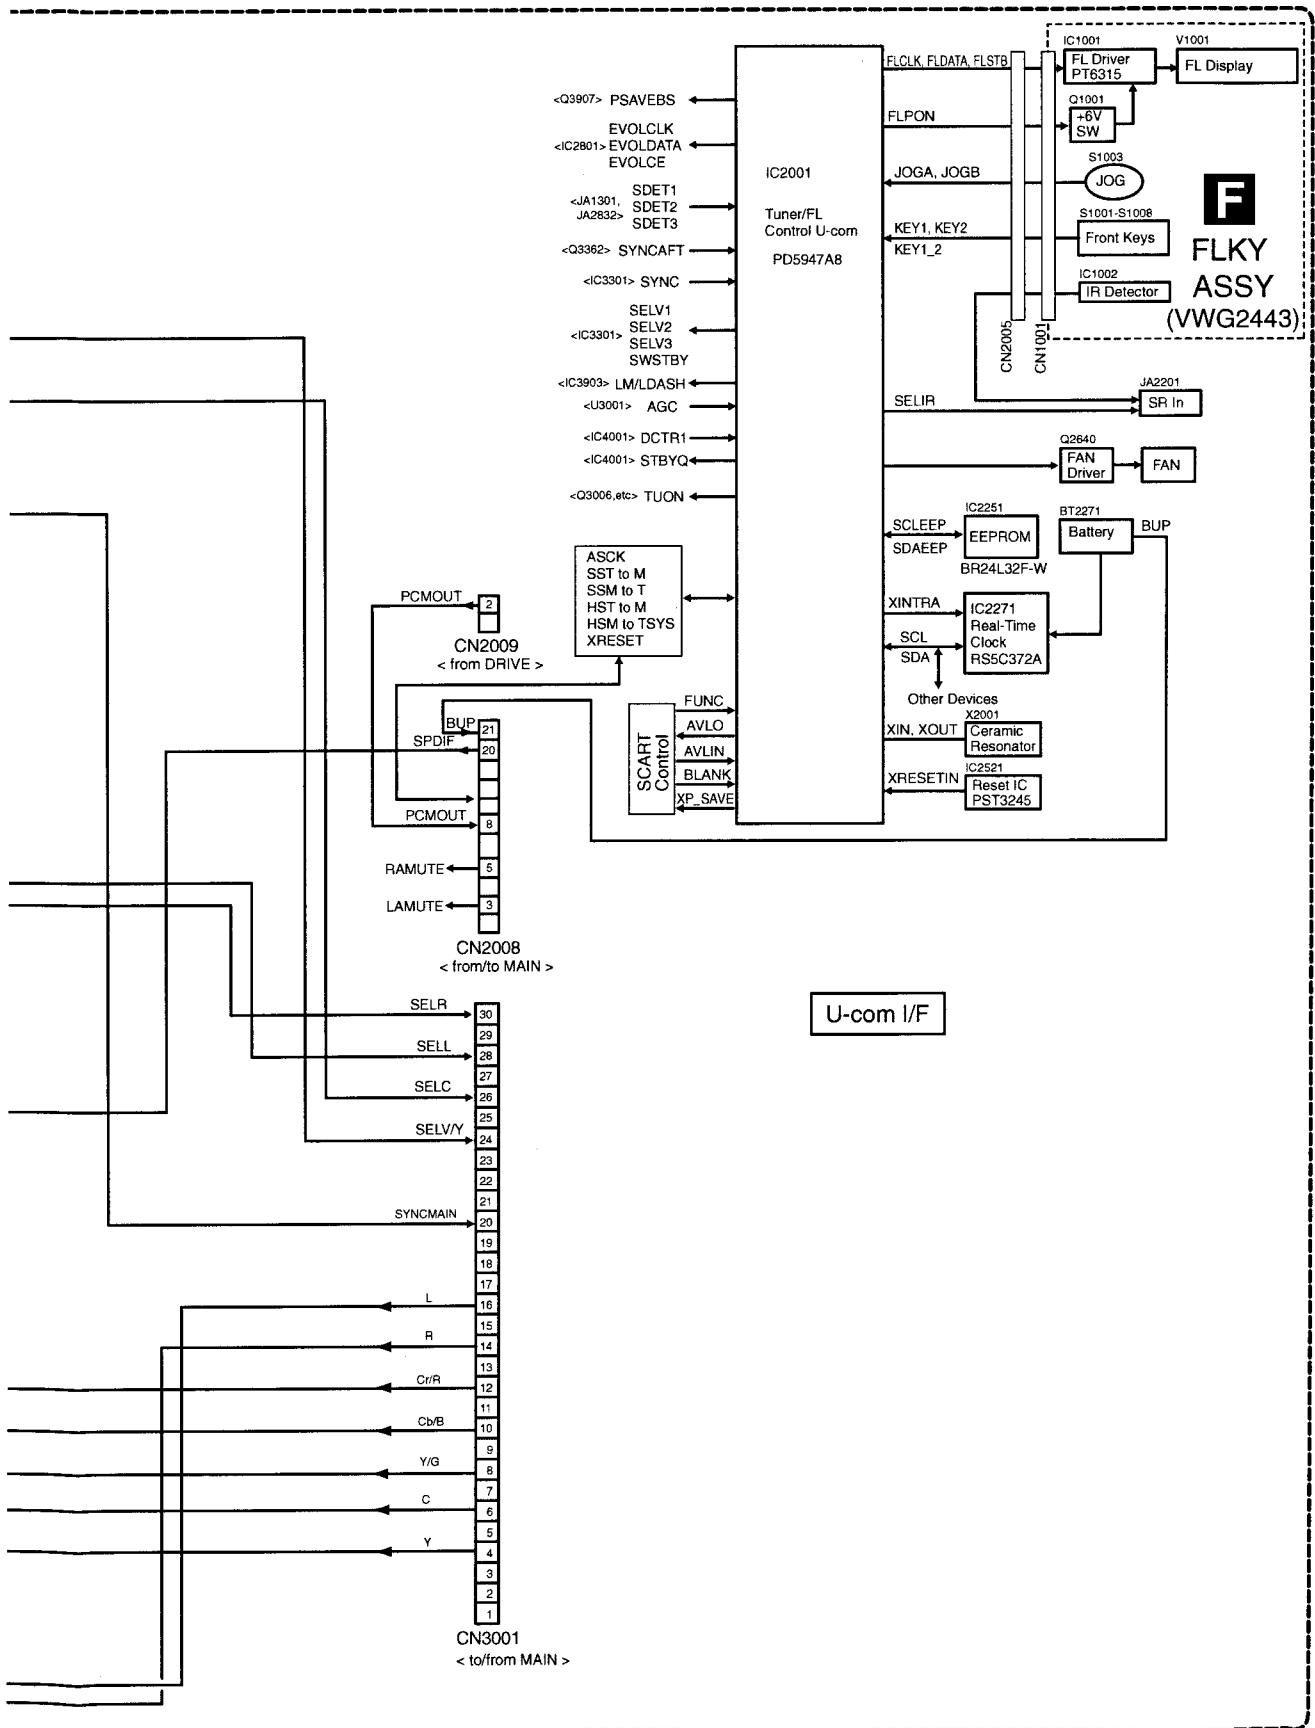 IC1001
FL Driver
PT6315
V1001
FL Display
FLCLK, FLDATA, FLSTB
Q1001
+6V
SW
FLPON
S1003
JOG
JOGA, JOGB
S1001-S1008
Front Keys
KEY1, KEY2
KEY1_2
IC1002
IR Detector
F
FLKY
ASSY
(VWG2443)
CN2005
CN1001
<Q3907> PSAVEBS
EVOLCLK
<IC2801> EVOLDATA
EVOLCE
SDET1
<JA1301,
JA2832> SDET2
SDET3
<Q3362> SYNCAFT
<IC3301> SYNC
SELV1
SELV2
<IC3301>
SELV3
SWSTBY
<IC3903> LM/LDASH
<U3001> AGC
<IC4001> DCTR1
<IC4001> STBYQ
<Q3006,etc> TUON
IC2001
Tuner/FL
Control U-com
PD5947A8
SELIR
JA2201
SR In
Q2640
FAN
Driver
FAN
SCLEEP
SDAEEP
IC2251
EEPROM
BR24L32F-W
BT2271
Battery
BUP
XINTRA
SCL
SDA
IC2271
Real-Time
Clock
RS5C372A
Other Devices
XIN, XOUT
X2001
Ceramic
Resonator
XRESETIN
IC2521
Reset IC
PST3245
ASCK
SST to M
SSM to T
HST to M
HSM to TSYS
XRESET
SCART
Control
FUNC
AVLO
AVLIN
BLANK
XP_SAVE
PCMOUT
2
CN2009
< from DRIVE >
BUP
21
SPDIF
20
PCMOUT
8
RAMUTE
5
LAMUTE
3
CN2008
< from/to MAIN >
U-com I/F
SELR
30
29
SELL
28
27
SELC
26
25
SELV/Y
24
23
22
21
SYNCMAIN
20
19
18
17
L
16
15
R
14
13
Cr/R
12
11
Cb/B
10
9
Y/G
8
7
C
6
5
Y
4
3
2
1
CN3001
< to/from MAIN >